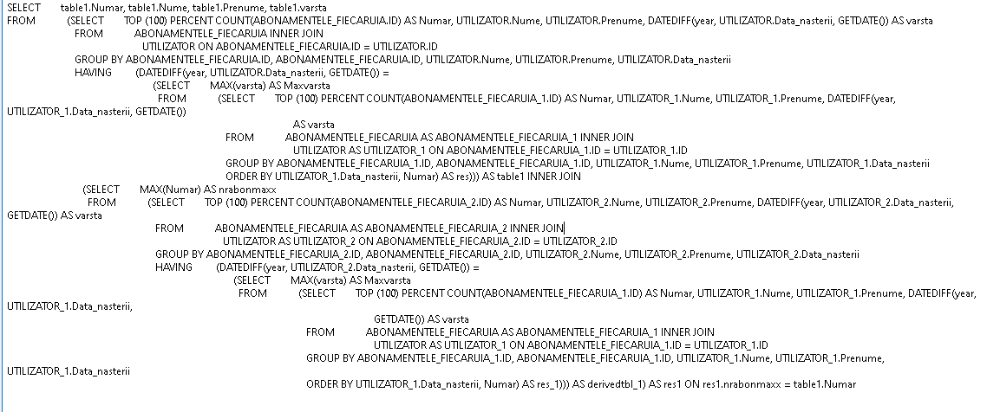 SELECT table1.Numar, table1.Nume, table1.Prenume, table1.varsta
FROM (SELECT TOP (100) PERCENT COUNT(ABONAMENTELE_FIECARUIA.ID) AS Numar, UTILIZATOR.Nume, UTILIZATOR.Prenume, DATEDIFF(year, UTILIZATOR.Data_nasterii, GETDATE()) AS varsta
FROM ABONAMENTELE_FIECARUIA INNER JOIN
UTILIZATOR ON ABONAMENTELE_FIECARUIA.ID = UTILIZATOR.ID
GROUP BY ABONAMENTELE_FIECARUIA.ID, ABONAMENTELE_FIECARUIA.ID, UTILIZATOR.Nume, UTILIZATOR.Prenume, UTILIZATOR.Data_nasterii
HAVING (DATEDIFF(year, UTILIZATOR.Data_nasterii, GETDATE()) =
(SELECT MAX(varsta) AS Maxvarsta
FROM (SELECT TOP (100) PERCENT COUNT(ABONAMENTELE_FIECARUIA_1.ID) AS Numar, UTILIZATOR_1.Nume, UTILIZATOR_1.Prenume, DATEDIFF(year,
UTILIZATOR_1.Data_nasterii, GETDATE())
AS varsta
FROM ABONAMENTELE_FIECARUIA AS ABONAMENTELE_FIECARUIA_1 INNER JOIN
UTILIZATOR AS UTILIZATOR_1 ON ABONAMENTELE_FIECARUIA_1.ID = UTILIZATOR_1.ID
GROUP BY ABONAMENTELE_FIECARUIA_1.ID, ABONAMENTELE_FIECARUIA_1.ID, UTILIZATOR_1.Nume, UTILIZATOR_1.Prenume, UTILIZATOR_1.Data_nasterii
ORDER BY UTILIZATOR_1.Data_nasterii, Numar) AS res))) AS table1 INNER JOIN
(SELECT MAX(Numar) AS nrabonmaxx
FROM (SELECT TOP (100) PERCENT COUNT(ABONAMENTELE_FIECARUIA_2.ID) AS Numar, UTILIZATOR_2.Nume, UTILIZATOR_2.Prenume, DATEDIFF(year, UTILIZATOR_2.Data_nasterii,
GETDATE()) AS varsta
FROM ABONAMENTELE_FIECARUIA AS ABONAMENTELE_FIECARUIA_2 INNER JOIN
UTILIZATOR AS UTILIZATOR_2 ON ABONAMENTELE_FIECARUIA_2.ID = UTILIZATOR_2.ID
GROUP BY ABONAMENTELE_FIECARUIA_2.ID, ABONAMENTELE_FIECARUIA_2.ID, UTILIZATOR_2.Nume, UTILIZATOR_2.Prenume, UTILIZATOR_2.Data_nasterii
HAVING (DATEDIFF(year, UTILIZATOR_2.Data_nasterii, GETDATE()) =
(SELECT MAX(varsta) AS Maxvarsta
FROM (SELECT TOP (100) PERCENT COUNT(ABONAMENTELE_FIECARUIA_1.ID) AS Numar, UTILIZATOR_1.Nume, UTILIZATOR_1.Prenume, DATEDIFF(year,
UTILIZATOR_1.Data_nasterii,
GETDATE()) AS varsta
FROM ABONAMENTELE_FIECARUIA AS ABONAMENTELE_FIECARUIA_1 INNER JOIN
UTILIZATOR AS UTILIZATOR_1 ON ABONAMENTELE_FIECARUIA_1.ID = UTILIZATOR_1.ID
GROUP BY ABONAMENTELE_FIECARUIA_1.ID, ABONAMENTELE_FIECARUIA_1.ID, UTILIZATOR_1.Nume, UTILIZATOR_1.Prenume,
UTILIZATOR_1.Data_nasterii
ORDER BY UTILIZATOR_1.Data_nasterii, Numar) AS res_1))) AS derivedtbl_1) AS res1 ON res1.nrabonmaxx = table1.Numar